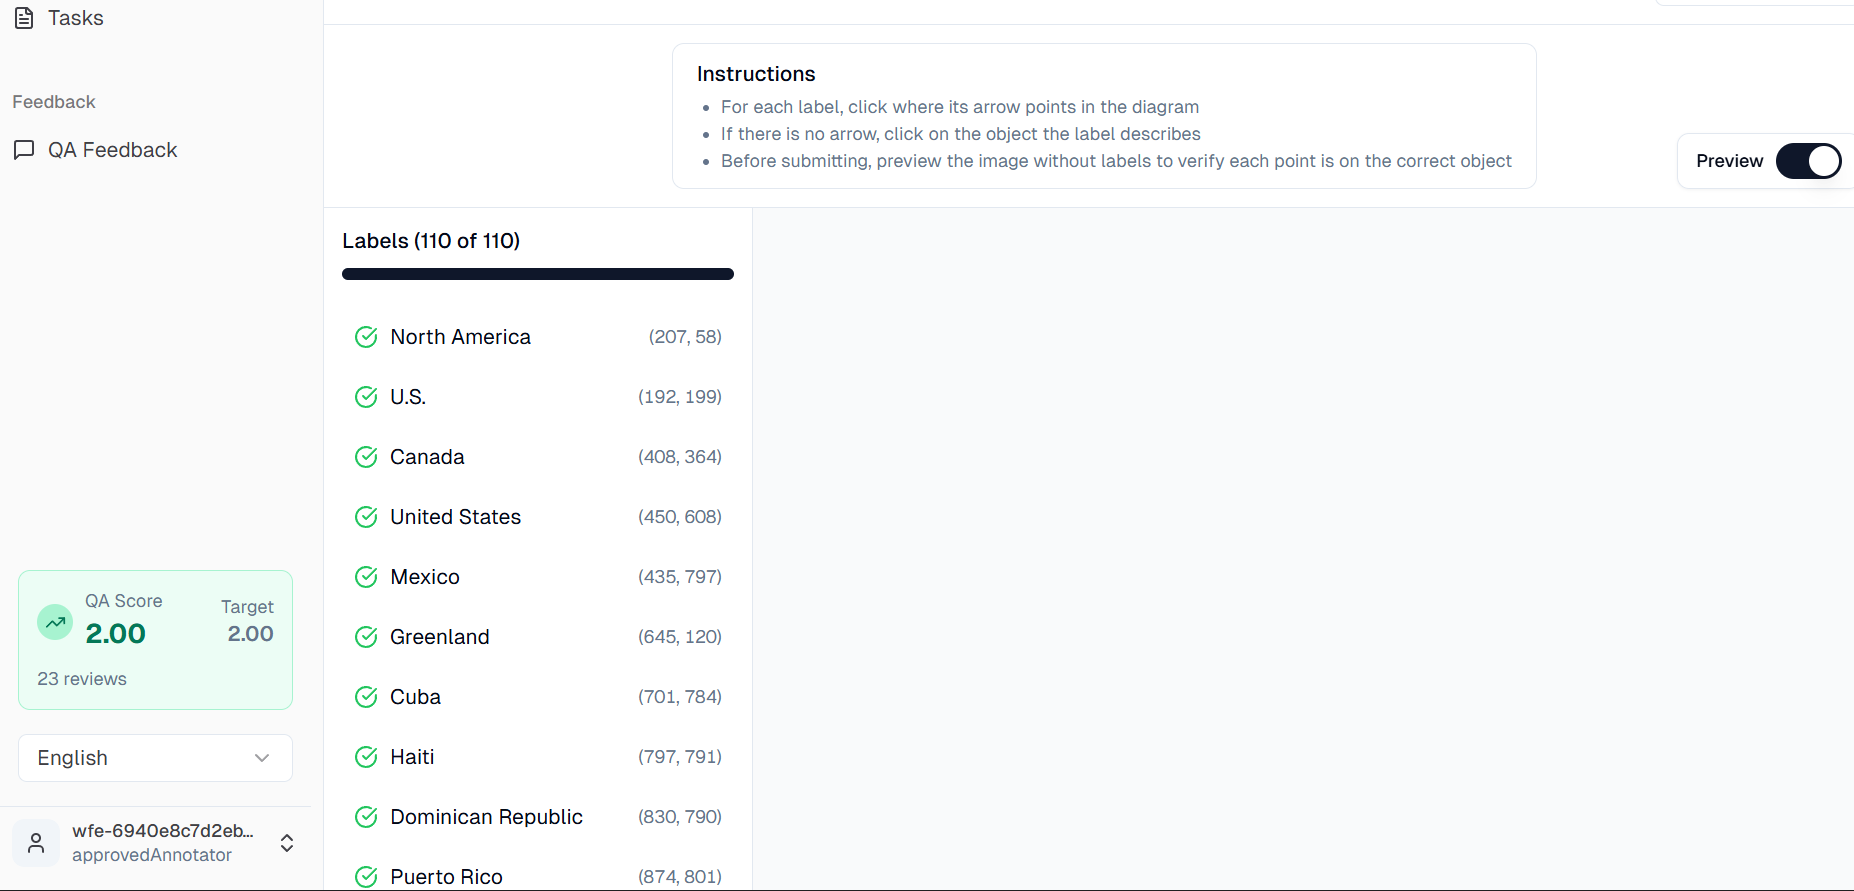 Tasks
Feedback
QA Feedback
QA Score
2.00
Target
2.00
23 reviews
English
wfe-6940e8c7d2eb...
approvedAnnotator
Instructions
• For each label, click where its arrow points in the diagram
• If there is no arrow, click on the object the label describes
• Before submitting, preview the image without labels to verify each point is on the correct object
Preview
Labels (110 of 110)
North America (207, 58)
U.S. (192, 199)
Canada (408, 364)
United States (450, 608)
Mexico (435, 797)
Greenland (645, 120)
Cuba (701, 784)
Haiti (797, 791)
Dominican Republic (830, 790)
Puerto Rico (874, 801)